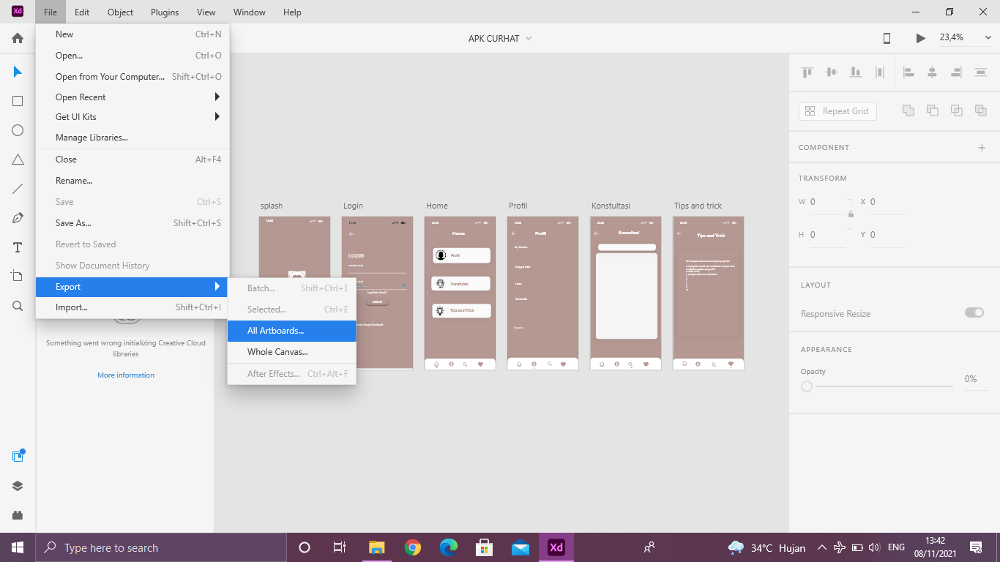 Xd File Edit Object Plugins View Window Help
APK CURHAT
23,4%
New Ctrl+N
Open... Ctrl+O
Open from Your Computer... Shift+Ctrl+O
Open Recent
Get UI Kits
Manage Libraries...
Close Alt+F4
Rename...
Save Ctrl+S
Save As... Shift+Ctrl+S
Revert to Saved
Show Document History
Export
Import... Shift+Ctrl+I
Batch... Shift+Ctrl+E
Selected... Ctrl+E
All Artboards...
Whole Canvas...
After Effects... Ctrl+Alt+F
Something went wrong initializing Creative Cloud
libraries
More information
splash
Login
LOGIN
Home
Home
Profil
Konstulasi
Tips and Trick
Profil
Profil
Konstultasi
Konsultasi
Tips and trick
Tips and Trick
Repeat Grid
COMPONENT
TRANSFORM
W 0 X 0
H 0 Y 0
LAYOUT
Responsive Resize
APPEARANCE
Opacity
0%
Type here to search
Xd
34°C Hujan
ENG
13:42
08/11/2021